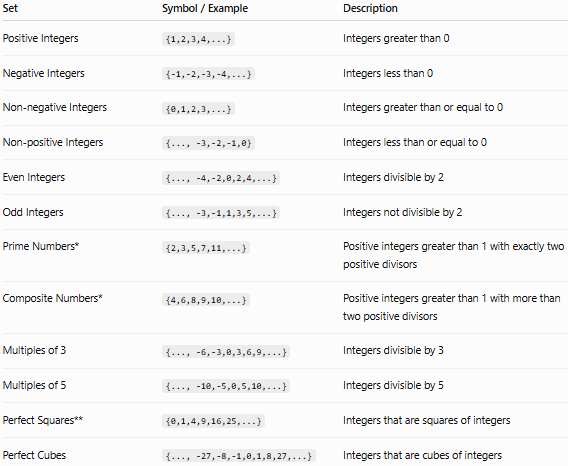 Set Symbol / Example Description
Positive Integers {1,2,3,4,...} Integers greater than 0
Negative Integers {-1,-2,-3,-4,...} Integers less than 0
Non-negative Integers {0,1,2,3,...} Integers greater than or equal to 0
Non-positive Integers {..., -3,-2,-1,0} Integers less than or equal to 0
Even Integers {..., -4,-2,0,2,4,...} Integers divisible by 2
Odd Integers {..., -3,-1,1,3,5,...} Integers not divisible by 2
Prime Numbers* {2,3,5,7,11,...} Positive integers greater than 1 with exactly two
positive divisors
Composite Numbers* {4,6,8,9,10,...} Positive integers greater than 1 with more than
two positive divisors
Multiples of 3 {..., -6,-3,0,3,6,9,...} Integers divisible by 3
Multiples of 5 {..., -10,-5,0,5,10,...} Integers divisible by 5
Perfect Squares** {0,1,4,9,16,25,...} Integers that are squares of integers
Perfect Cubes {..., -27,-8,-1,0,1,8,27,...} Integers that are cubes of integers